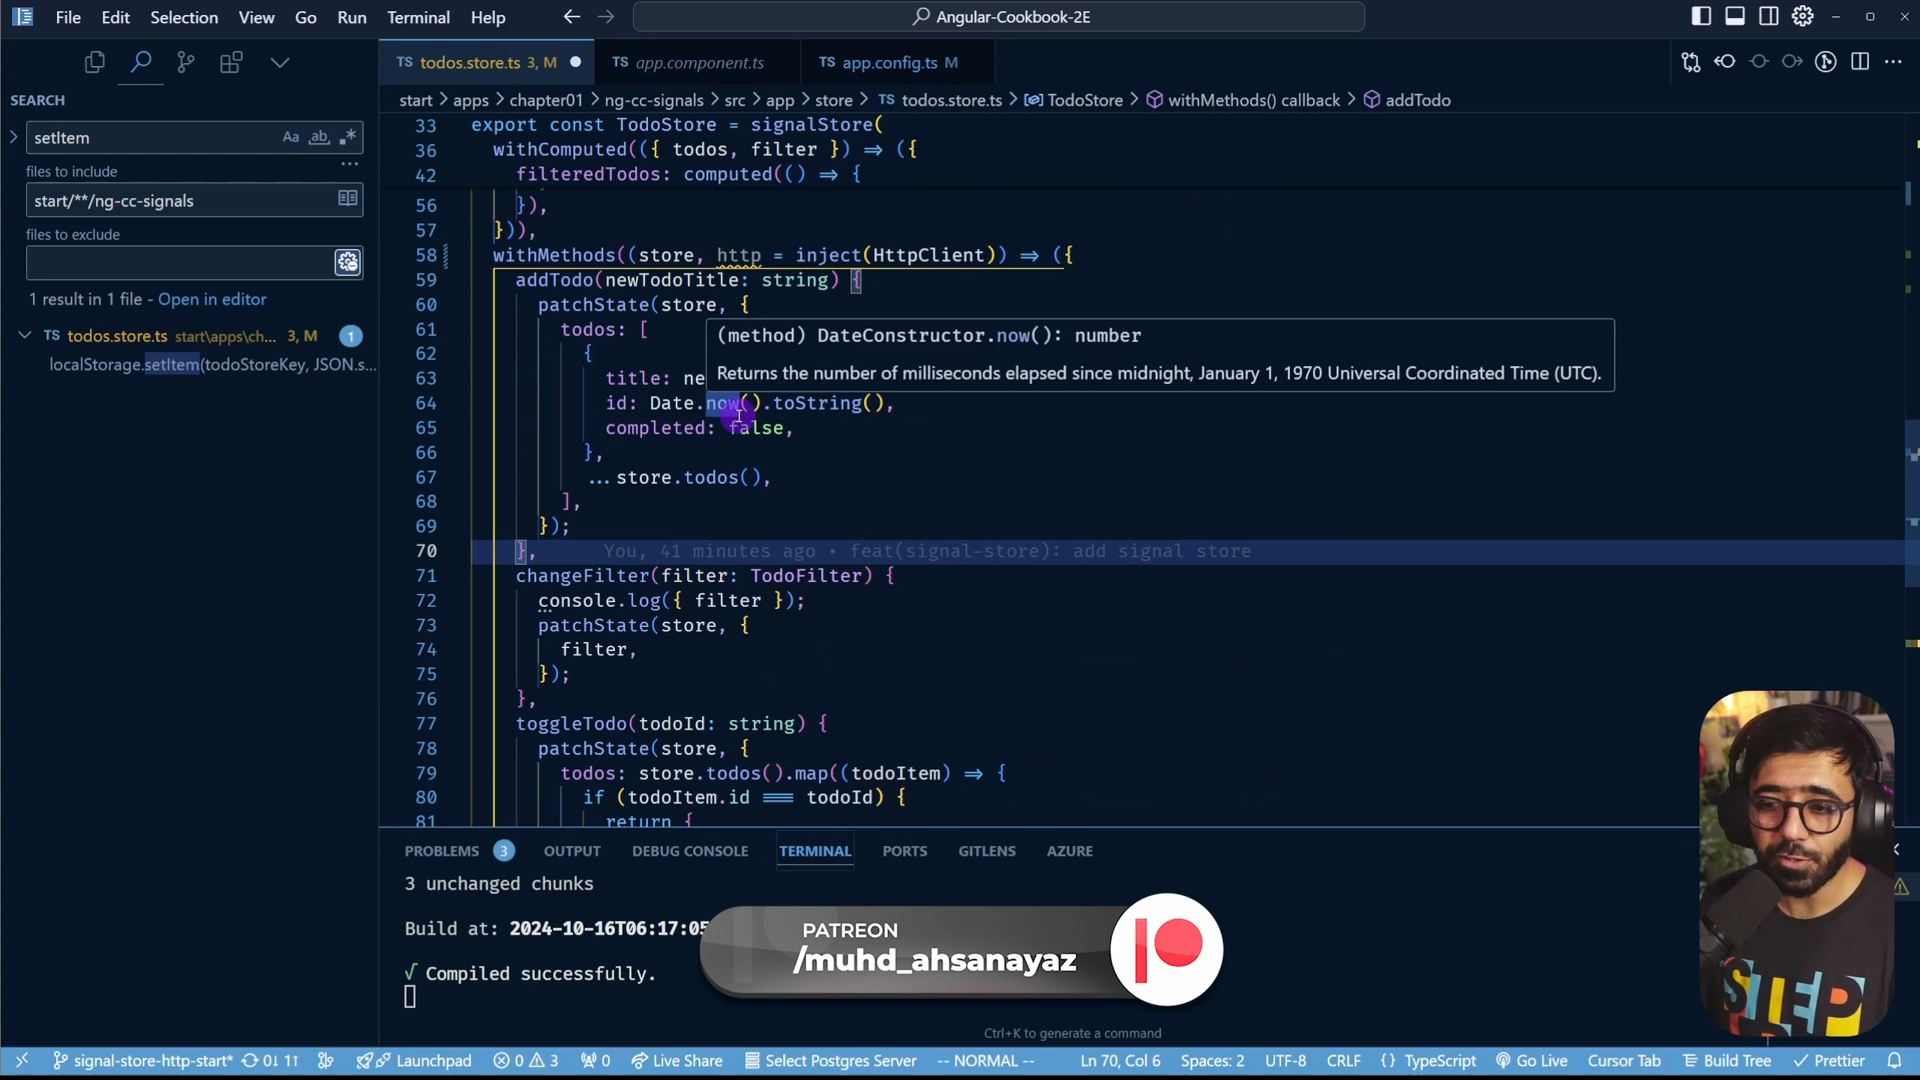 File Edit Selection View Go Run Terminal Help
Angular-Cookbook-2E
SEARCH
setItem
files to include
start/**/ng-cc-signals
files to exclude
1 result in 1 file - Open in editor
TS todos.store.ts start\apps\ch... 3, M 1
localStorage.setItem(todoStoreKey, JSON.s...
TS todos.store.ts 3, M TS app.component.ts TS app.config.ts M
start > apps > chapter01 > ng-cc-signals > src > app > store > TS todos.store.ts > TodoStore > withMethods() callback > addTodo
33 export const TodoStore = signalStore(
36 withComputed(({ todos, filter }) => ({
42 filteredTodos: computed(() => {
56 }),
57 })),
58 withMethods((store, http = inject(HttpClient)) => ({
59 addTodo(newTodoTitle: string) {
60 patchState(store, {
61 todos: [
62 {
63 title: ne
64 id: Date.now().toString(),
65 completed: false,
66 },
67 ...store.todos(),
68 ],
69 });
70 }, You, 41 minutes ago • feat(signal-store): add signal store
71 changeFilter(filter: TodoFilter) {
72 console.log({ filter });
73 patchState(store, {
74 filter,
75 });
76 },
77 toggleTodo(todoId: string) {
78 patchState(store, {
79 todos: store.todos().map((todoItem) => {
80 if (todoItem.id === todoId) {
81 return {
(method) DateConstructor.now(): number
Returns the number of milliseconds elapsed since midnight, January 1, 1970 Universal Coordinated Time (UTC).
PROBLEMS 3 OUTPUT DEBUG CONSOLE TERMINAL PORTS GITLENS AZURE
3 unchanged chunks
Build at: 2024-10-16T06:17:05
√ Compiled successfully.
PATREON
/muhd_ahsanayaz
Ctrl+K to generate a command
STEP
signal-store-http-start* 0↓ 1↑ Launchpad 0 3 0 Live Share Select Postgres Server -- NORMAL -- Ln 70, Col 6 Spaces: 2 UTF-8 CRLF {} TypeScript Go Live Cursor Tab Build Tree Prettier